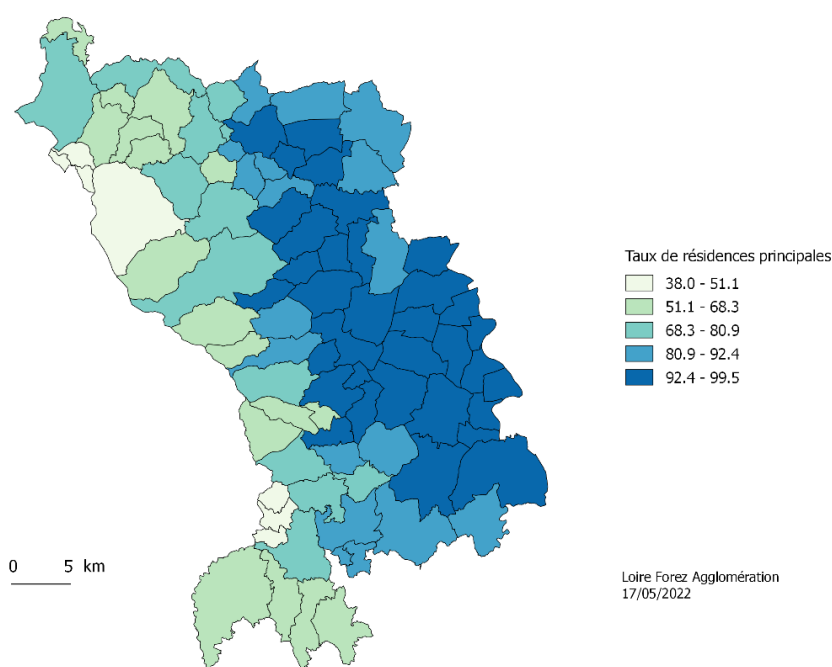 Taux de résidences principales
38.0 - 51.1
51.1 - 68.3
68.3 - 80.9
80.9 - 92.4
92.4 - 99.5
0 5 km
Loire Forez Agglomération
17/05/2022